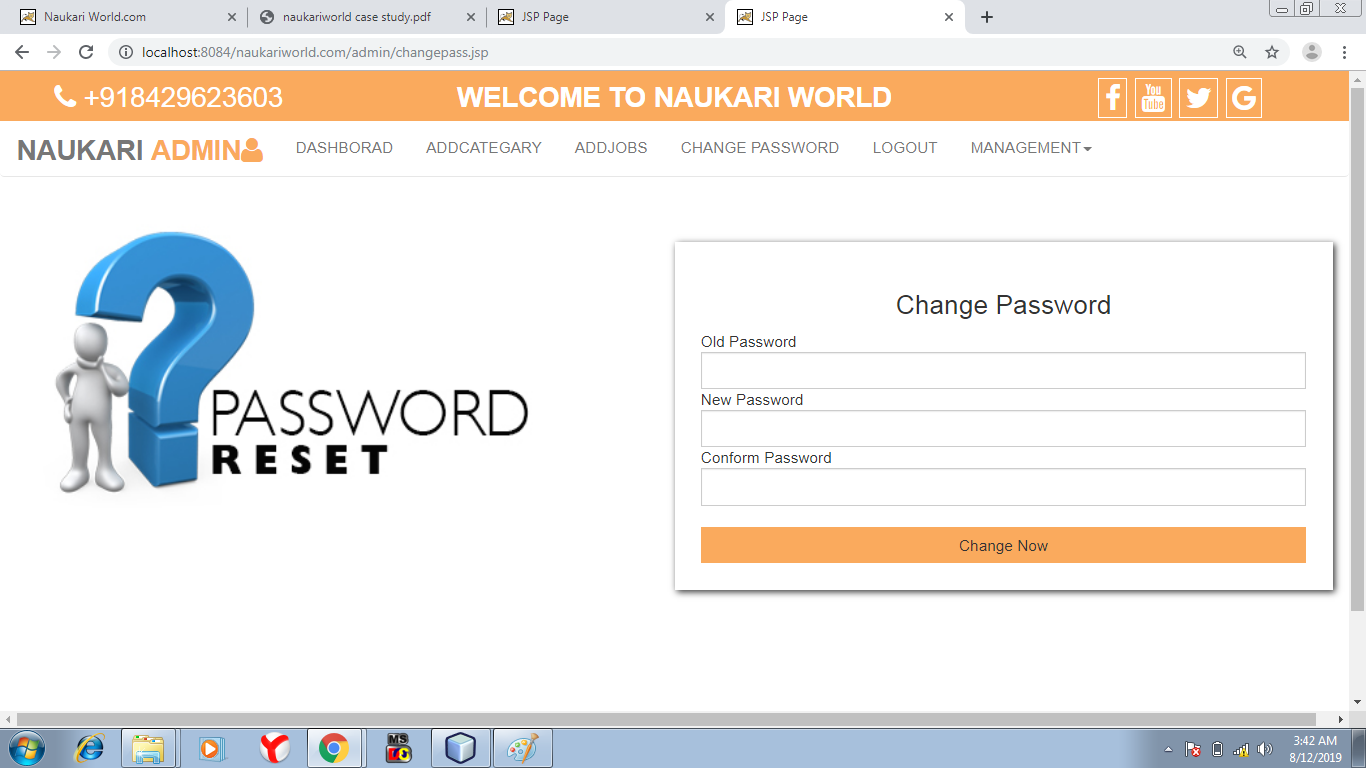 Naukari World.com
naukariworld case study.pdf
JSP Page
JSP Page
localhost:8084/naukariworld.com/admin/changepass.jsp
+918429623603
WELCOME TO NAUKARI WORLD
You Tube
NAUKARI ADMIN
DASHBORAD
ADDCATEGARY
ADDJOBS
CHANGE PASSWORD
LOGOUT
MANAGEMENT
PASSWORD
RESET
Change Password
Old Password
New Password
Conform Password
Change Now
MS
3:42 AM
8/12/2019